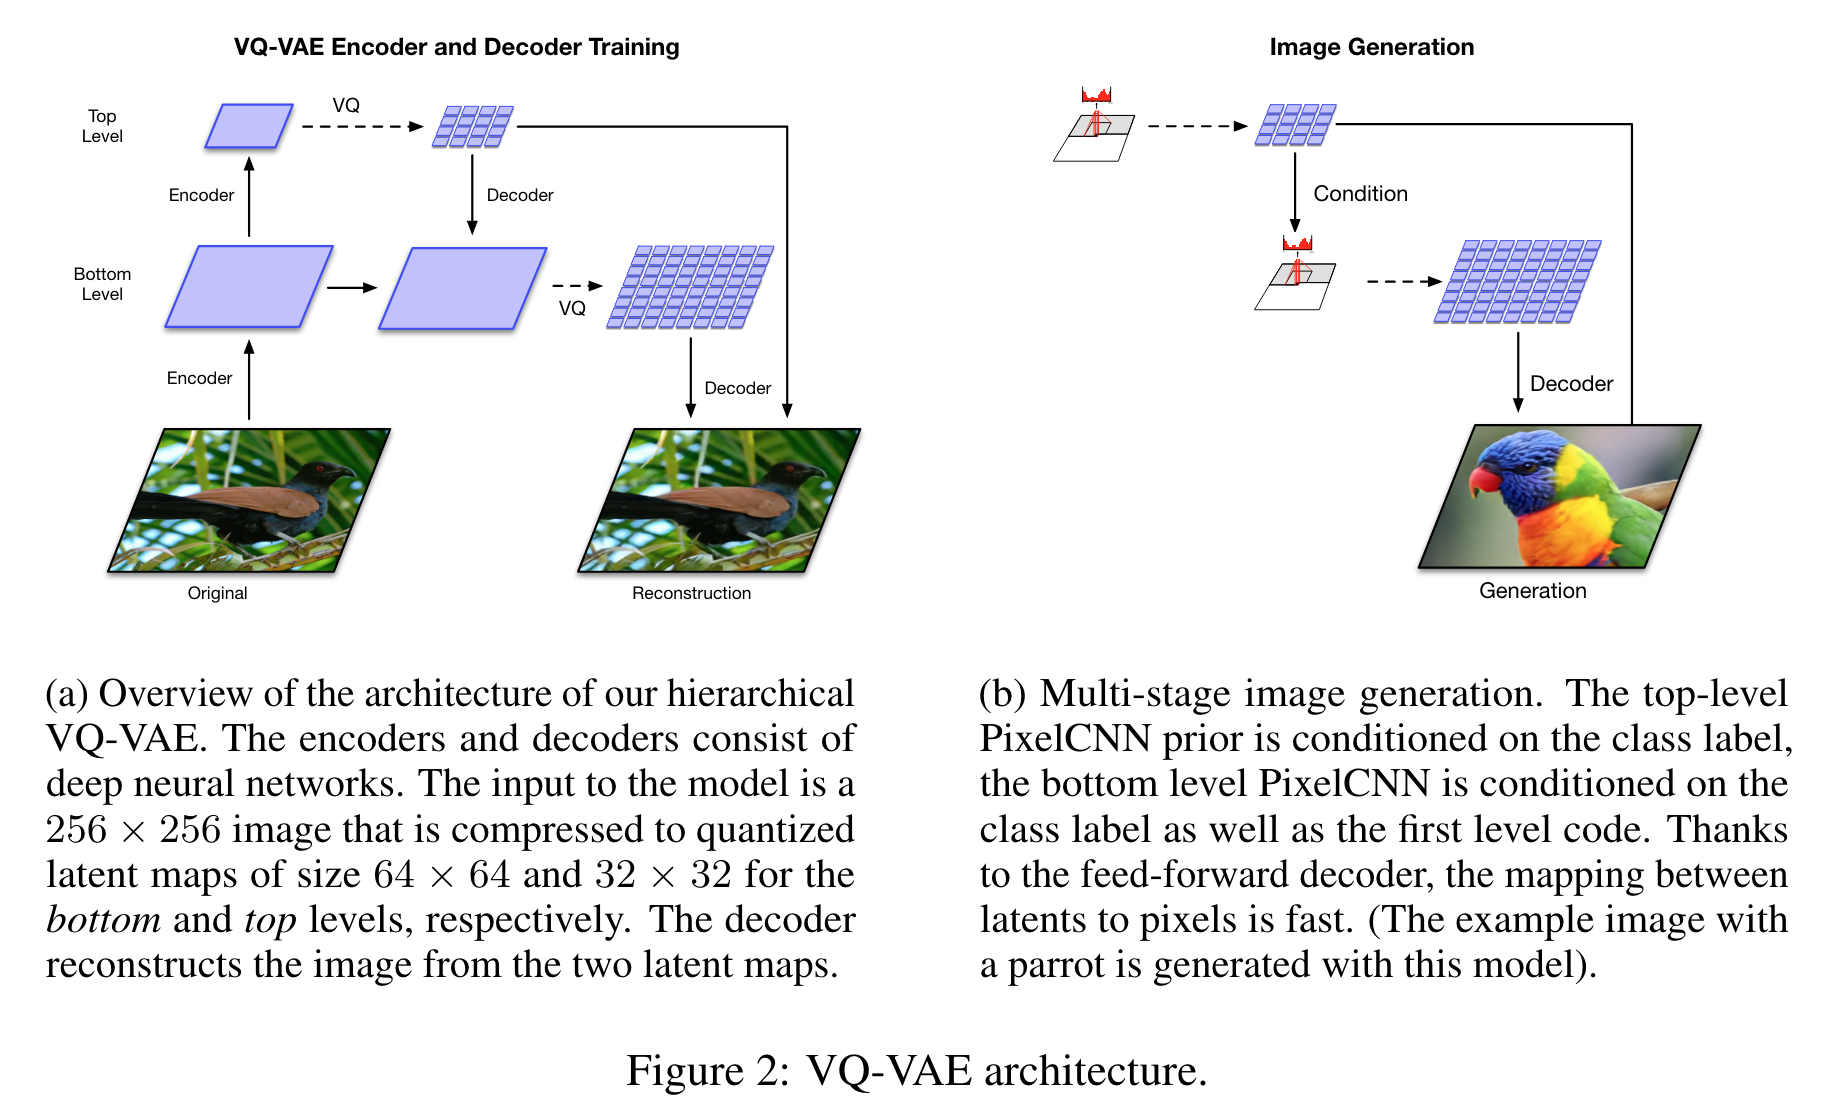 VQ-VAE Encoder and Decoder Training
Top
Level
VQ
Encoder
Decoder
Bottom
Level
VQ
Encoder
Decoder
Original
Reconstruction
Image Generation
Condition
Decoder
Generation
(a) Overview of the architecture of our hierarchical
VQ-VAE. The encoders and decoders consist of
deep neural networks. The input to the model is a
256 × 256 image that is compressed to quantized
latent maps of size 64 × 64 and 32 × 32 for the
bottom and top levels, respectively. The decoder
reconstructs the image from the two latent maps.
(b) Multi-stage image generation. The top-level
PixelCNN prior is conditioned on the class label,
the bottom level PixelCNN is conditioned on the
class label as well as the first level code. Thanks
to the feed-forward decoder, the mapping between
latents to pixels is fast. (The example image with
a parrot is generated with this model).
Figure 2: VQ-VAE architecture.